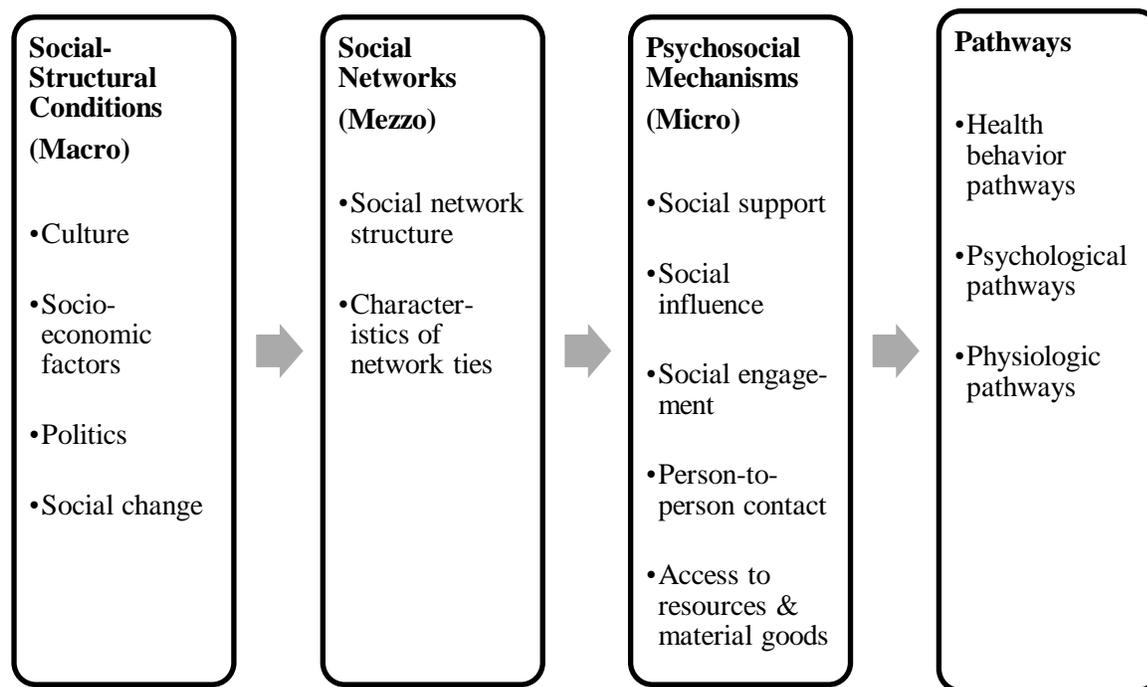 Social-
Structural
Conditions
(Macro)
•Culture
•Socio-
economic
factors
•Politics
•Social change
Social
Networks
(Mezzo)
•Social network
structure
•Character-
istics of
network ties
Psychosocial
Mechanisms
(Micro)
•Social support
•Social
influence
•Social engage-
ment
•Person-to-
person contact
•Access to
resources &
material goods
Pathways
•Health
behavior
pathways
•Psychological
pathways
•Physiologic
pathways